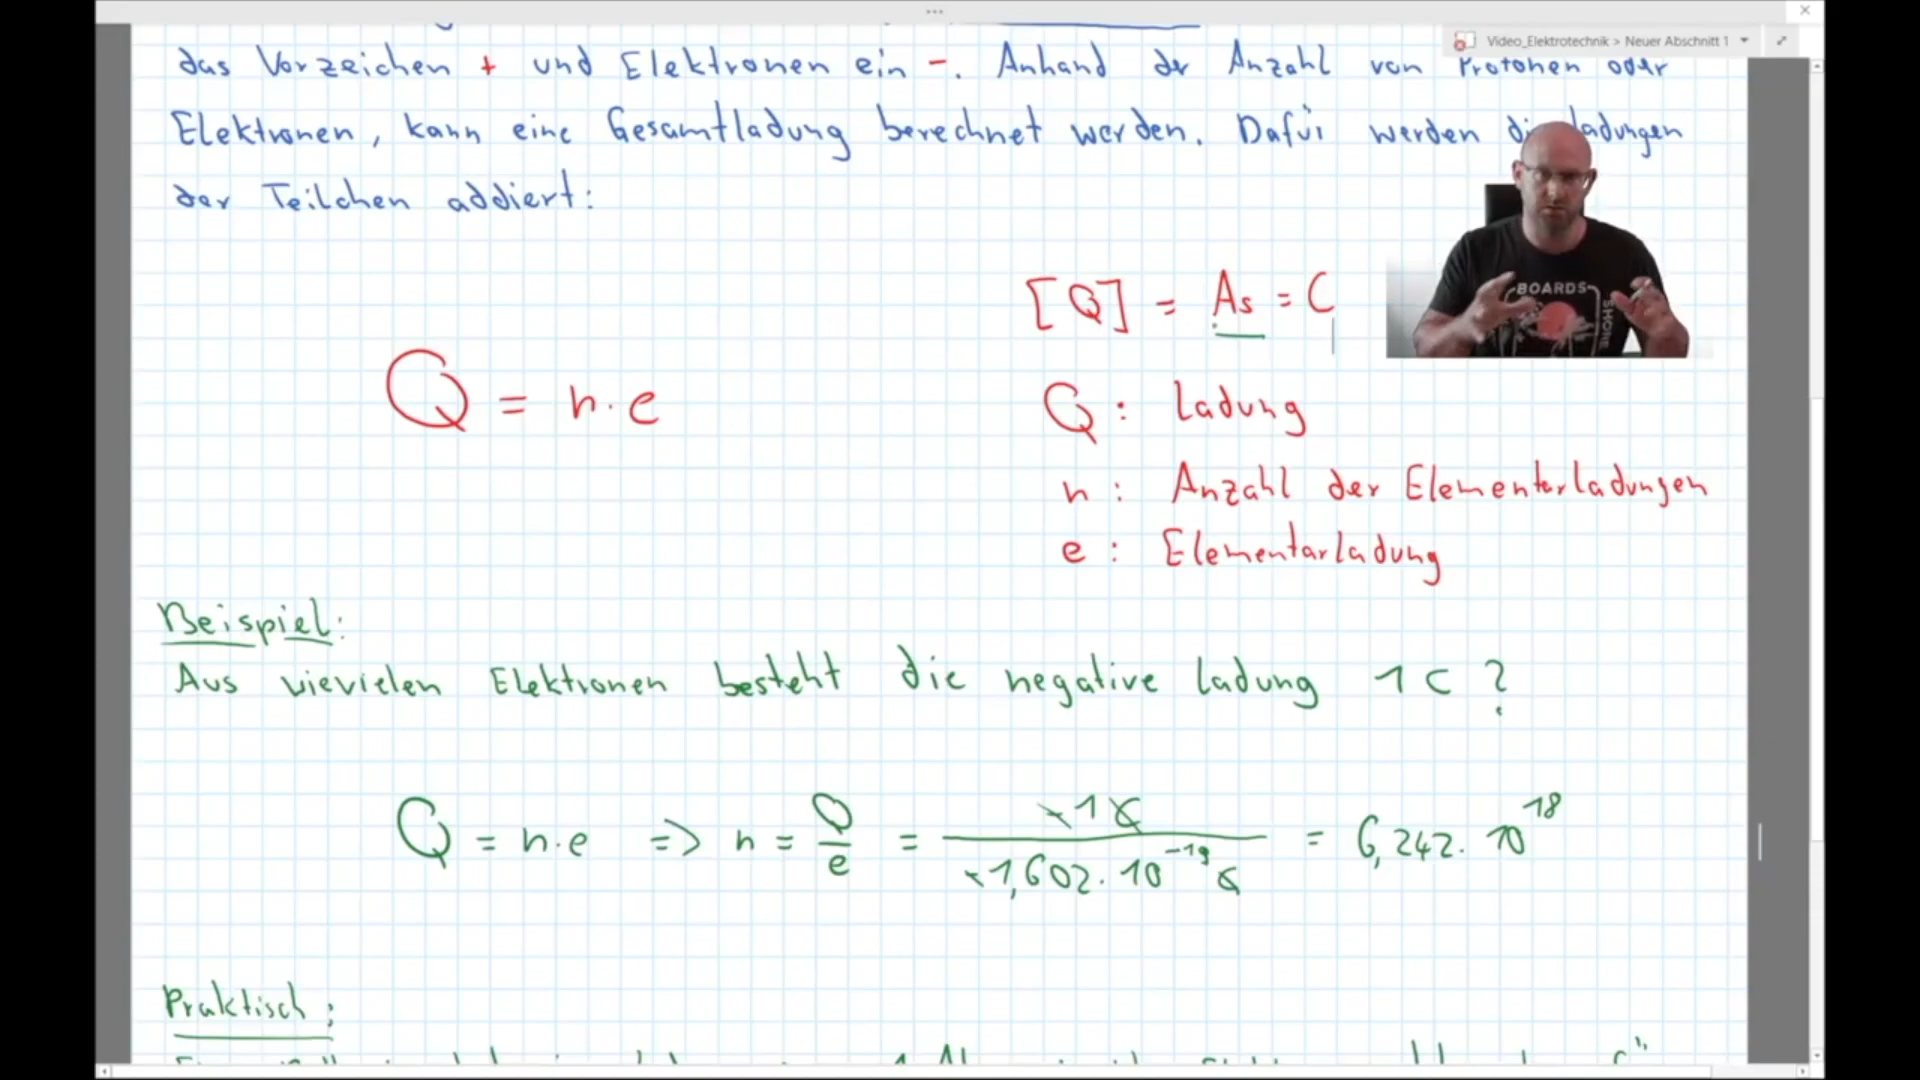 Video_Elektrotechnik > Neuer Abschnitt 1
das Vorzeichen + und Elektronen ein -. Anhand der Anzahl von Protonen oder
Elektronen, kann eine Gesamtladung berechnet werden. Dafür werden die Ladungen
der Teilchen addiert:
[Q] = As = C
BOARDS
Q = n·e
Q: Ladung
n: Anzahl der Elementarladungen
e: Elementarladung
Beispiel:
Aus wievielen Elektronen besteht die negative Ladung 1 C ?
Q = n·e => n = Q/e = -1C/-1,602·10^-19 C = 6,242·10^18
Praktisch: